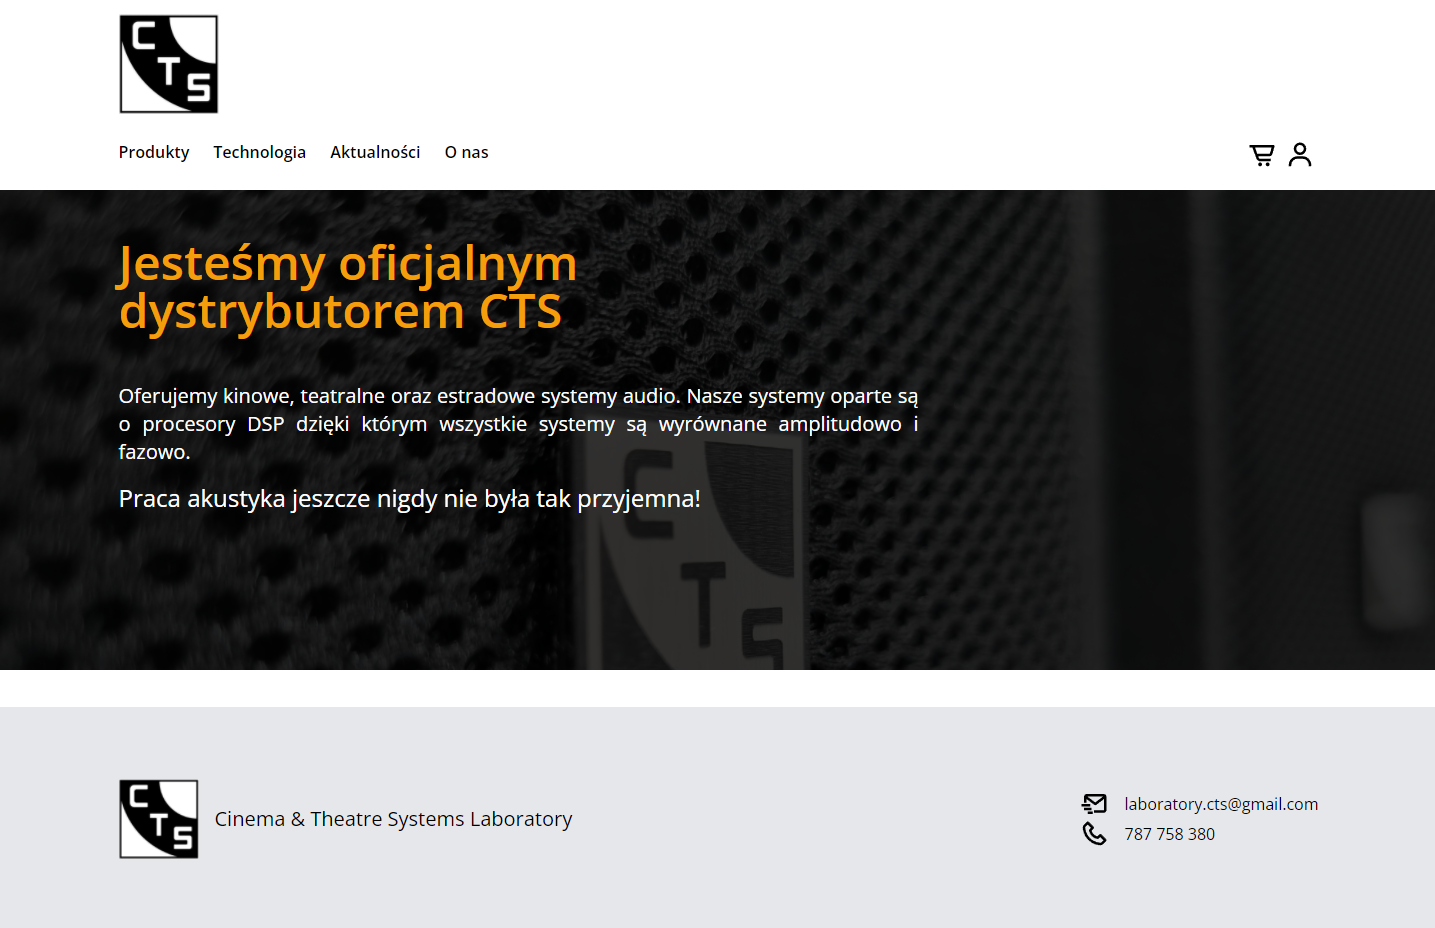 CTS
Produkty Technologia Aktualności O nas
Jesteśmy oficjalnym
dystrybutorem CTS
Oferujemy kinowe, teatralne oraz estradowe systemy audio. Nasze systemy oparte są
o procesory DSP dzięki którym wszystkie systemy są wyrównane amplitudowo i
fazowo.
Praca akustyka jeszcze nigdy nie była tak przyjemna!
CTS
CTS
Cinema & Theatre Systems Laboratory
laboratory.cts@gmail.com
787 758 380